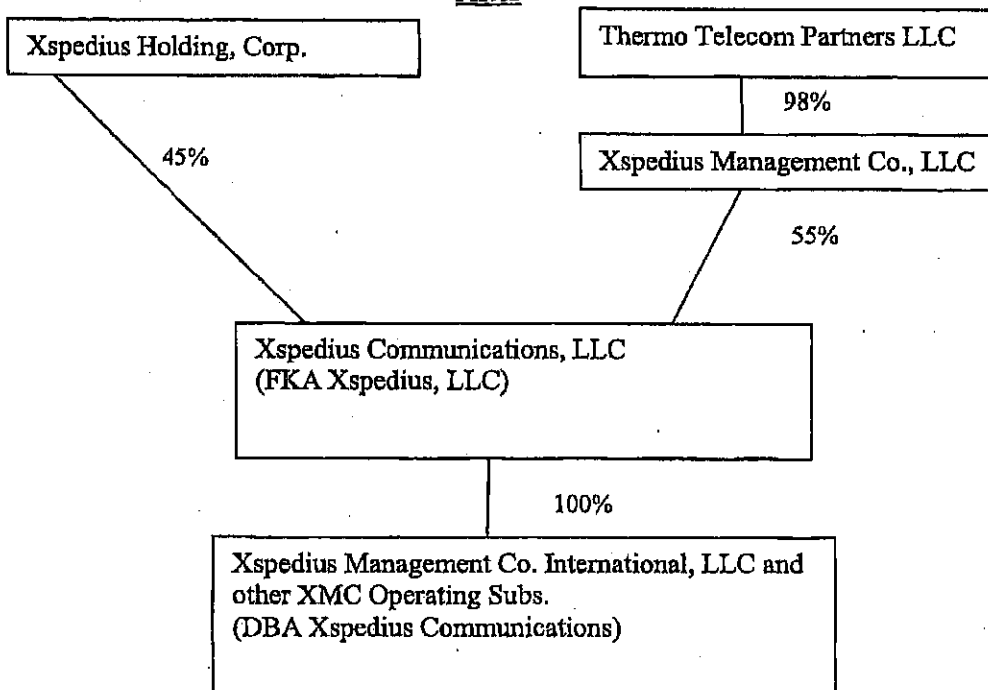 Xspedius Holding, Corp.
Thermo Telecom Partners LLC
98%
45%
Xspedius Management Co., LLC
55%
Xspedius Communications, LLC
(FKA Xspedius, LLC)
100%
Xspedius Management Co. International, LLC and
other XMC Operating Subs.
(DBA Xspedius Communications)